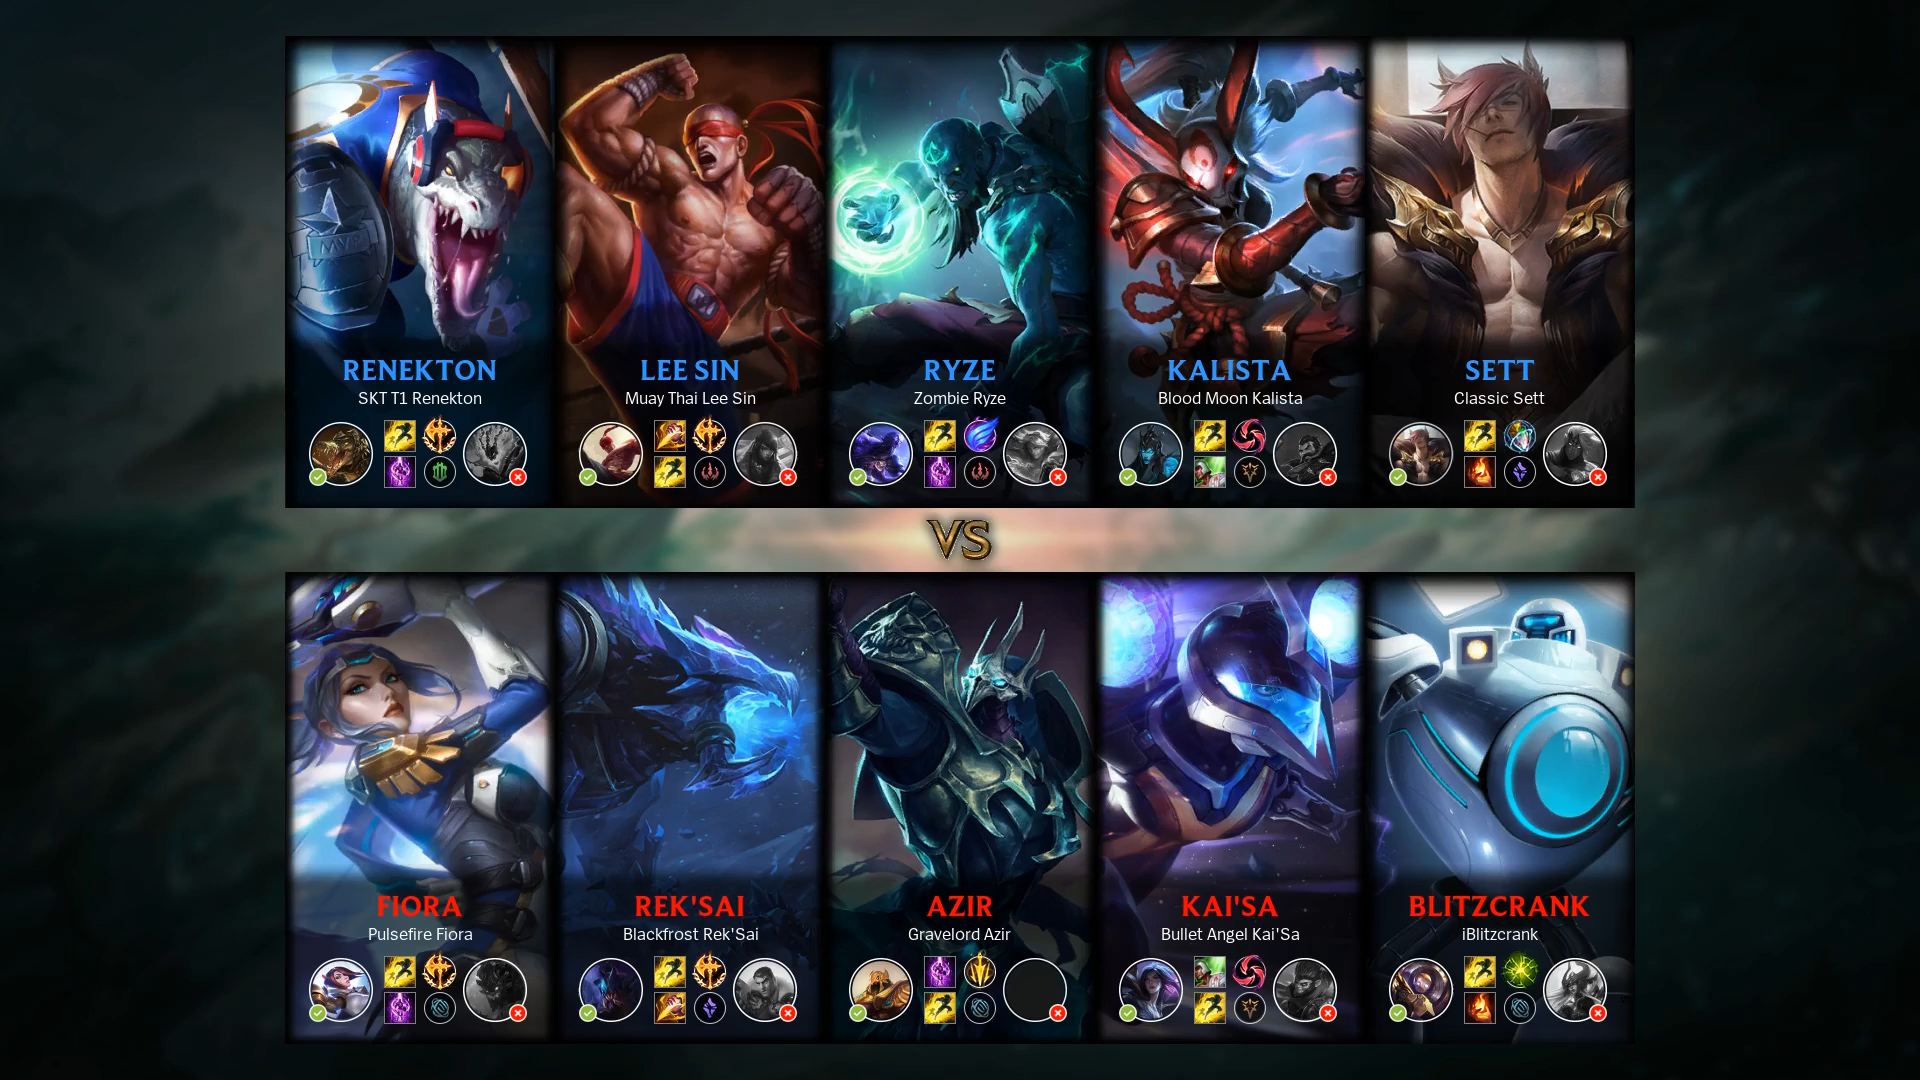 RENEKTON
SKT T1 Renekton
LEE SIN
Muay Thai Lee Sin
RYZE
Zombie Ryze
KALISTA
Blood Moon Kalista
SETT
Classic Sett
VS
FIORA
Pulsefire Fiora
REK'SAI
Blackfrost Rek'Sai
AZIR
Gravelord Azir
KAI'SA
Bullet Angel Kai'Sa
BLITZCRANK
iBlitzcrank